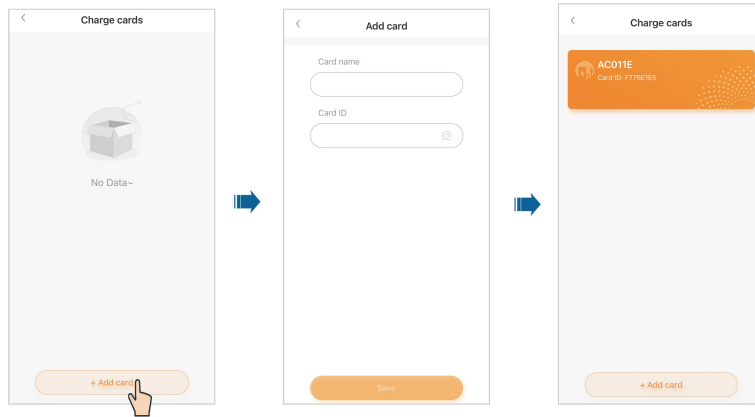 Charge cards
No Data~
+ Add card
Add card
Card name
Card ID
Save
Charge cards
AC011E
Card ID: F776E1E5
+ Add card